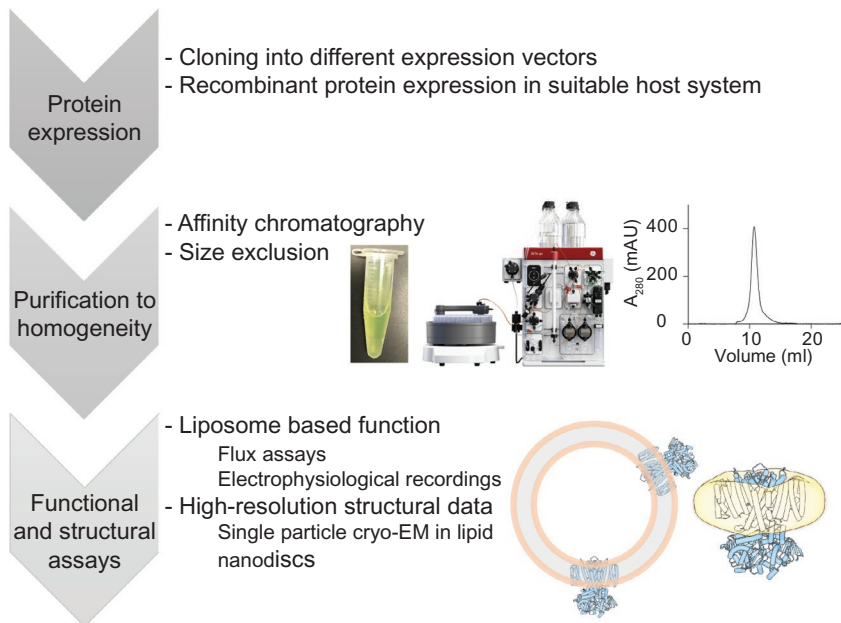 Protein
expression
- Cloning into different expression vectors
- Recombinant protein expression in suitable host system
Purification to
homogeneity
- Affinity chromatography
- Size exclusion
A280 (mAU)
400
200
0
0
10
20
Volume (ml)
Functional
and structural
assays
- Liposome based function
Flux assays
Electrophysiological recordings
- High-resolution structural data
Single particle cryo-EM in lipid
nanodiscs